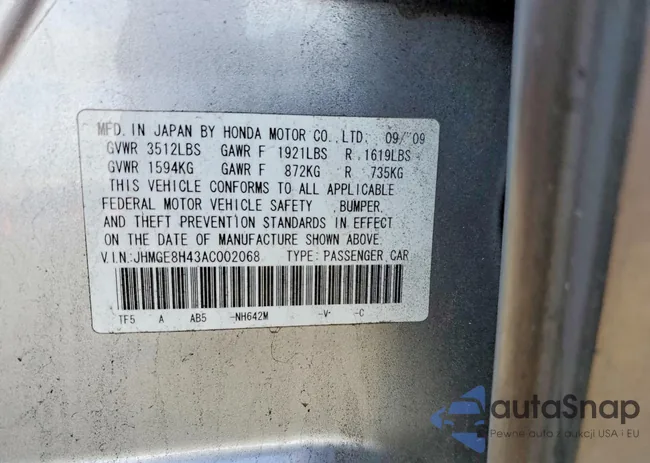 MFD. IN JAPAN BY HONDA MOTOR CO., LTD. 09/'09
GVWR 3512LBS GAWR F 1921LBS R 1619LBS
GVWR 1594KG GAWR F 872KG R 735KG
THIS VEHICLE CONFORMS TO ALL APPLICABLE
FEDERAL MOTOR VEHICLE SAFETY ,BUMPER,
AND THEFT PREVENTION STANDARDS IN EFFECT
ON THE DATE OF MANUFACTURE SHOWN ABOVE.
V.I.N:JHMGE8H43AC002068 TYPE: PASSENGER CAR
TF5 A AB5 -NH642M -V- -C
autaSnap
Pewne auto z aukcji USA i EU